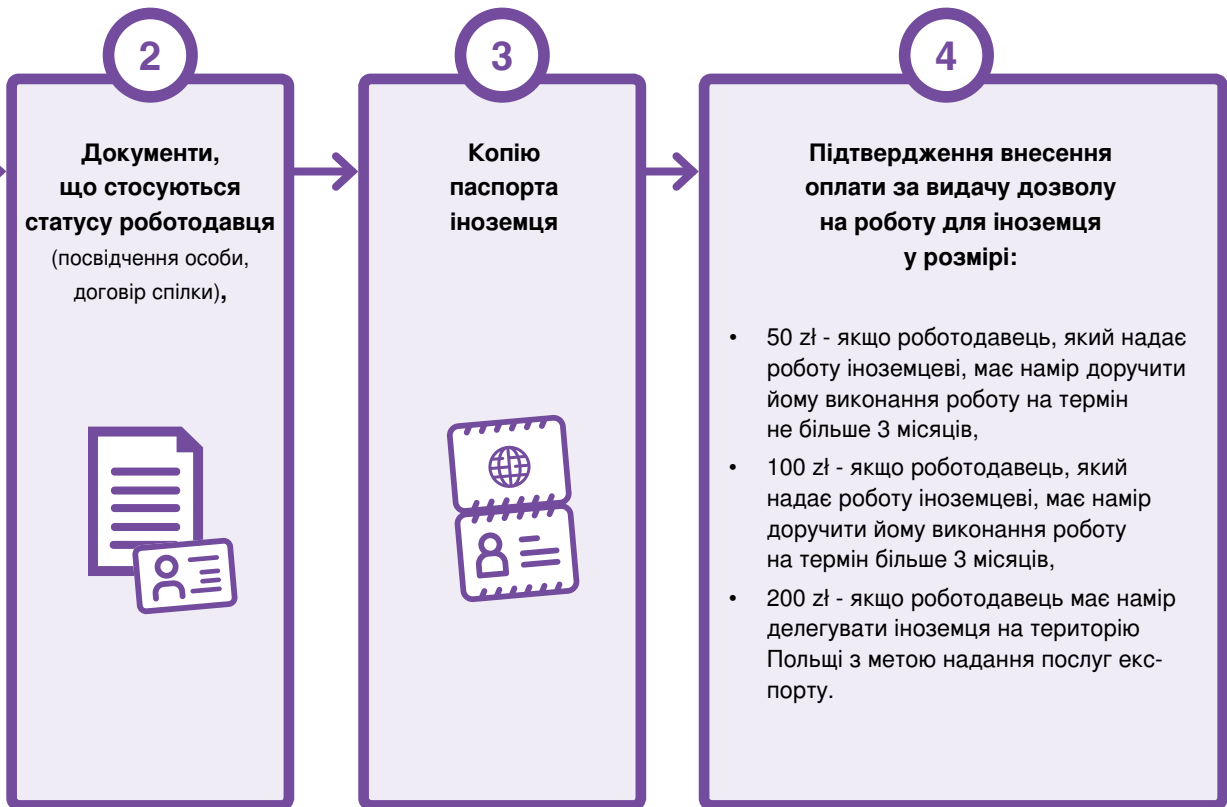 2
Документи,
що стосуються
статусу роботодавця
(посвідчення особи,
договір спілки),
3
Копію
паспорта
іноземця
4
Підтвердження внесення
оплати за видачу дозволу
на роботу для іноземця
у розмірі:
• 50 zł - якщо роботодавець, який надає
роботу іноземцеві, має намір доручити
йому виконання роботу на термін
не більше 3 місяців,
• 100 zł - якщо роботодавець, який
надає роботу іноземцеві, має намір
доручити йому виконання роботу
на термін більше 3 місяців,
• 200 zł - якщо роботодавець має намір
делегувати іноземця на територію
Польщі з метою надання послуг екс-
порту.